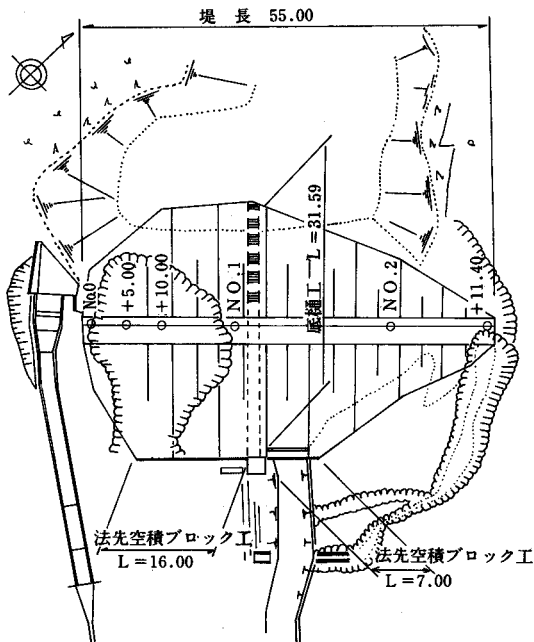 堤 長 55.00
底樋工 L=31.59
No.0
+5.00
+10.00
NO.1
NO.2
+11.40
法先空積ブロック工
L=16.00
法先空積ブロック工
L=7.00